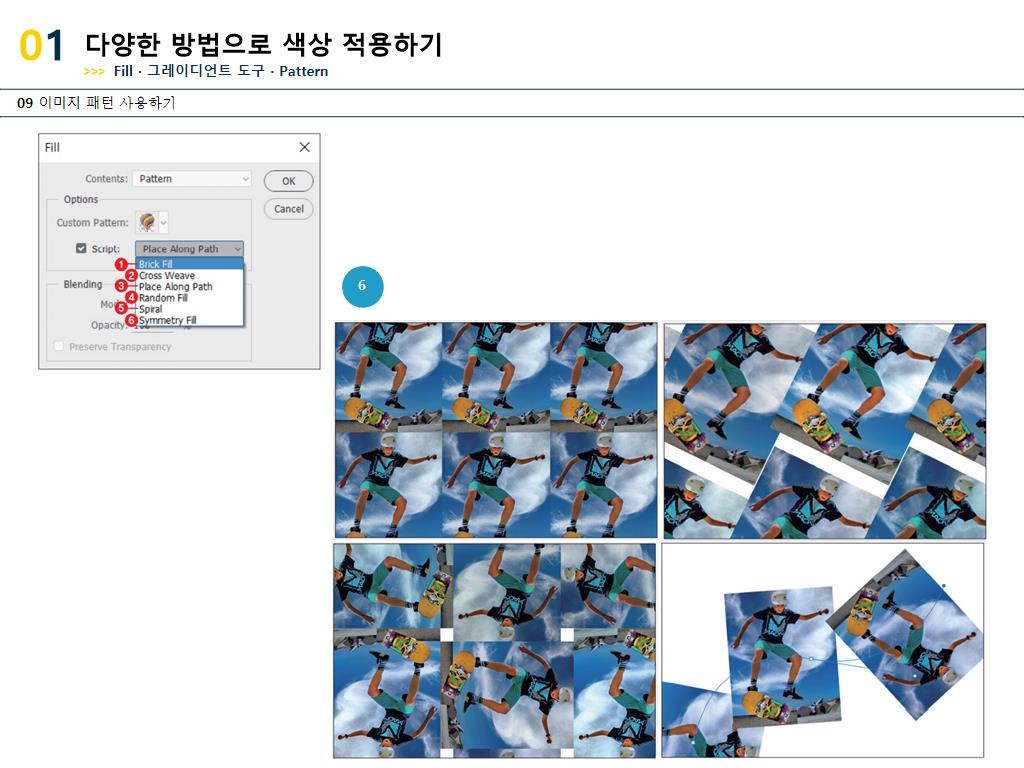 01 다양한 방법으로 색상 적용하기
>>> Fill · 그레이디언트 도구 · Pattern
09 이미지 패턴 사용하기
Fill
Contents: Pattern
OK
Options
Cancel
Custom Pattern:
Script: Place Along Path
1 Brick Fill
2 Cross Weave
Blending
3 Place Along Path
4 Random Fill
5 Spiral
Opacity:
6 Symmetry Fill
Preserve Transparency
6